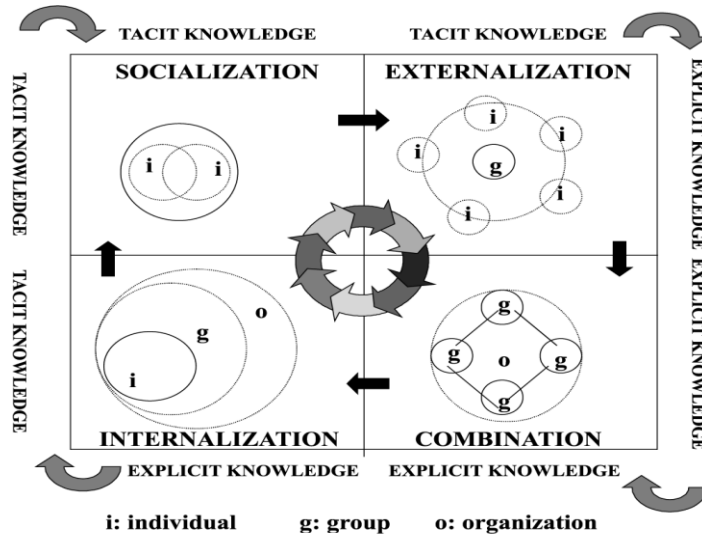 TACIT KNOWLEDGE TACIT KNOWLEDGE
SOCIALIZATION EXTERNALIZATION
TACIT KNOWLEDGE
EXPLICIT KNOWLEDGE
i i
i
i
i
i
i
g
TACIT KNOWLEDGE
EXPLICIT KNOWLEDGE
i
g
o
g
g
o
g
g
INTERNALIZATION COMBINATION
EXPLICIT KNOWLEDGE EXPLICIT KNOWLEDGE
i: individual g: group o: organization